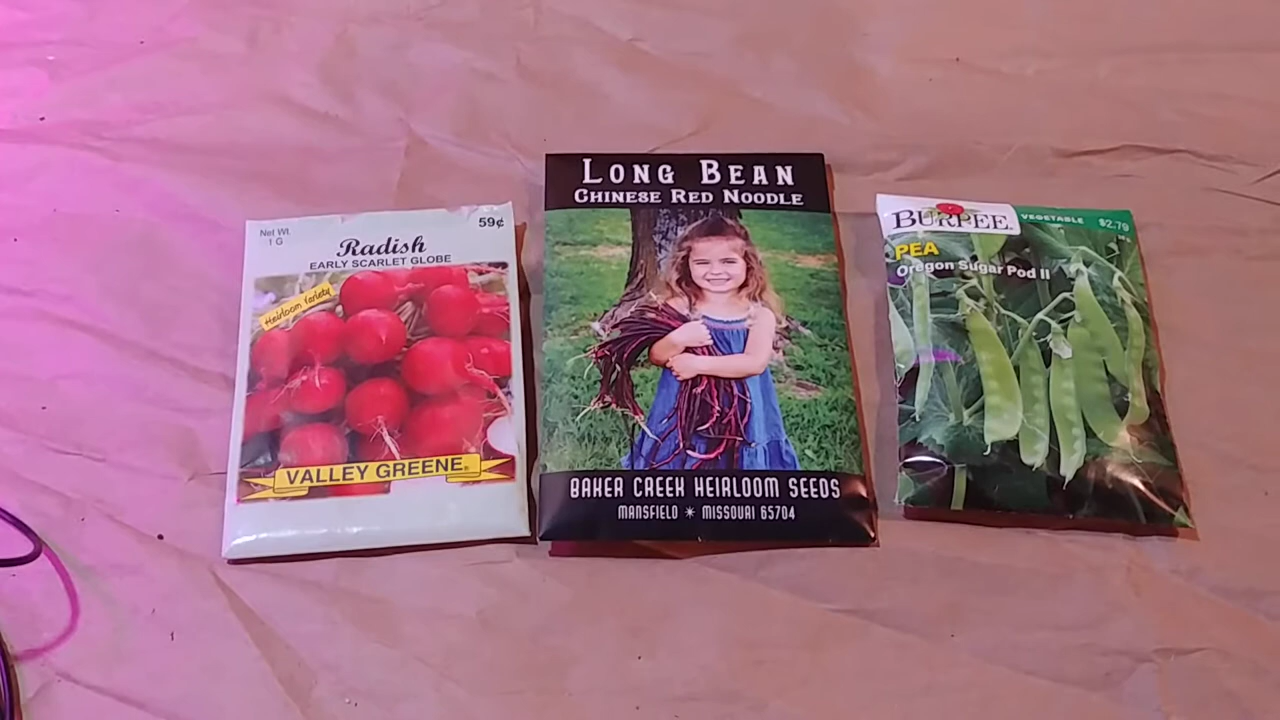 Net Wt.
1 G
59¢
Radish
EARLY SCARLET GLOBE
Heirloom Variety
VALLEY GREENE
LONG BEAN
CHINESE RED NOODLE
BAKER CREEK HEIRLOOM SEEDS
MANSFIELD ✴ MISSOURI 65704
BURPEE
VEGETABLE
$2.79
PEA
Oregon Sugar Pod II